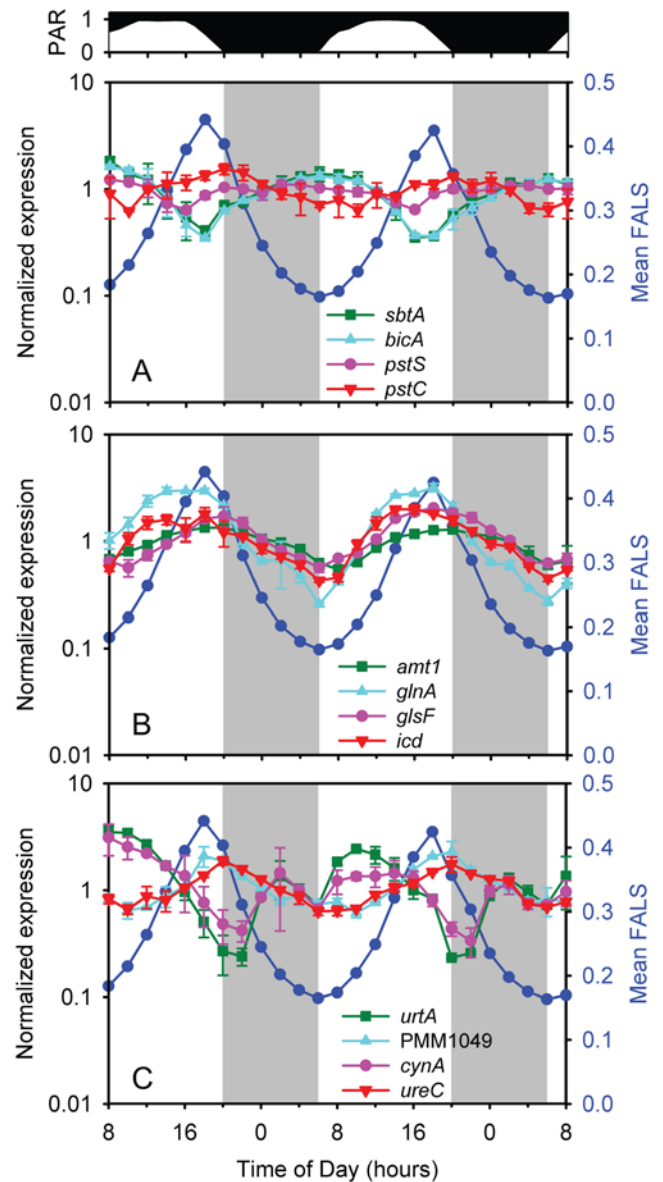 PAR
1
0
Normalized expression
10
1
0.1
0.01
A
sbtA
bicA
pstS
pstC
0.5
0.4
0.3
0.2
0.1
0.0
Mean FALS
Normalized expression
10
1
0.1
0.01
B
amt1
glnA
glsF
icd
0.5
0.4
0.3
0.2
0.1
0.0
Mean FALS
Normalized expression
10
1
0.1
0.01
C
urtA
PMM1049
cynA
ureC
0.5
0.4
0.3
0.2
0.1
0.0
Mean FALS
8 16 0 8 16 0 8
Time of Day (hours)